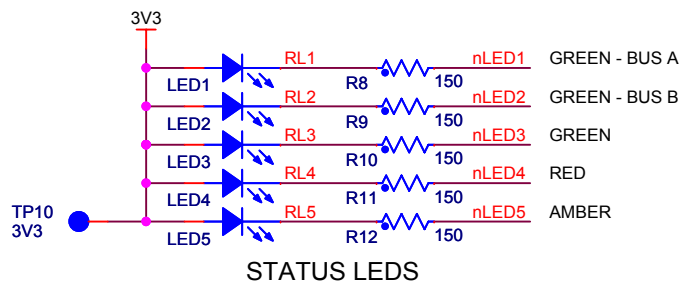 3V3
RL1 nLED1 GREEN - BUS A
LED1 R8 150
RL2 nLED2 GREEN - BUS B
LED2 R9 150
RL3 nLED3 GREEN
LED3 R10 150
RL4 nLED4 RED
LED4 R11 150
TP10 RL5 nLED5 AMBER
3V3 LED5 R12 150
STATUS LEDS